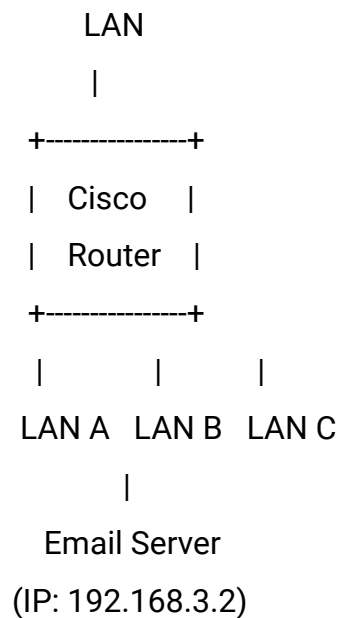 LAN
|
+----------------+
| Cisco |
| Router |
+----------------+
| | |
LAN A LAN B LAN C
|
Email Server
(IP: 192.168.3.2)